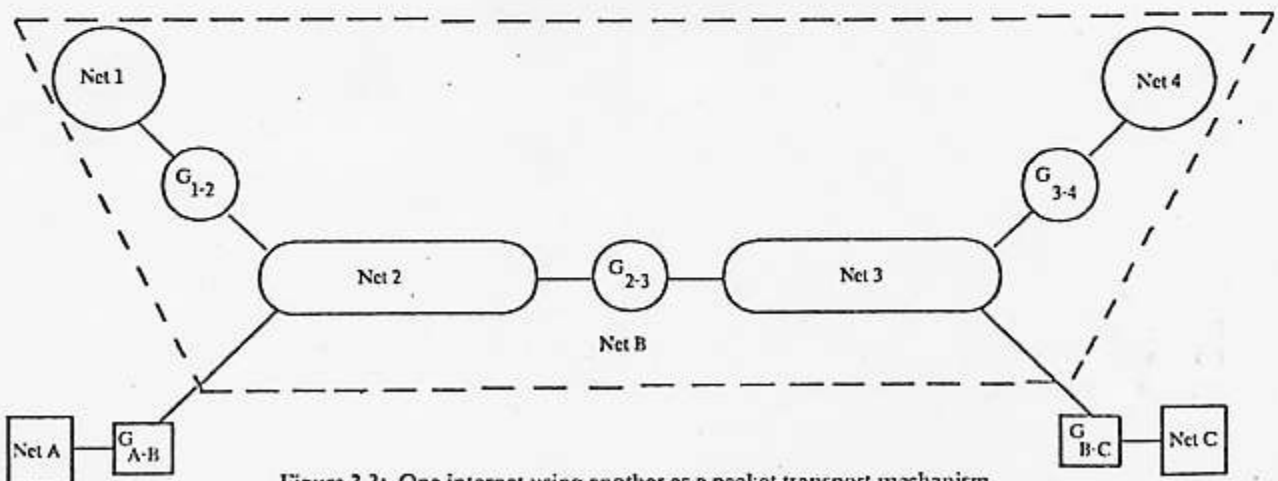 Net 1
Net 4
G1-2
G3-4
Net 2
G2-3
Net 3
Net B
Net A
GA-B
GB-C
Net C
Figure 3.2: One internet using another as a packet transport mechanism